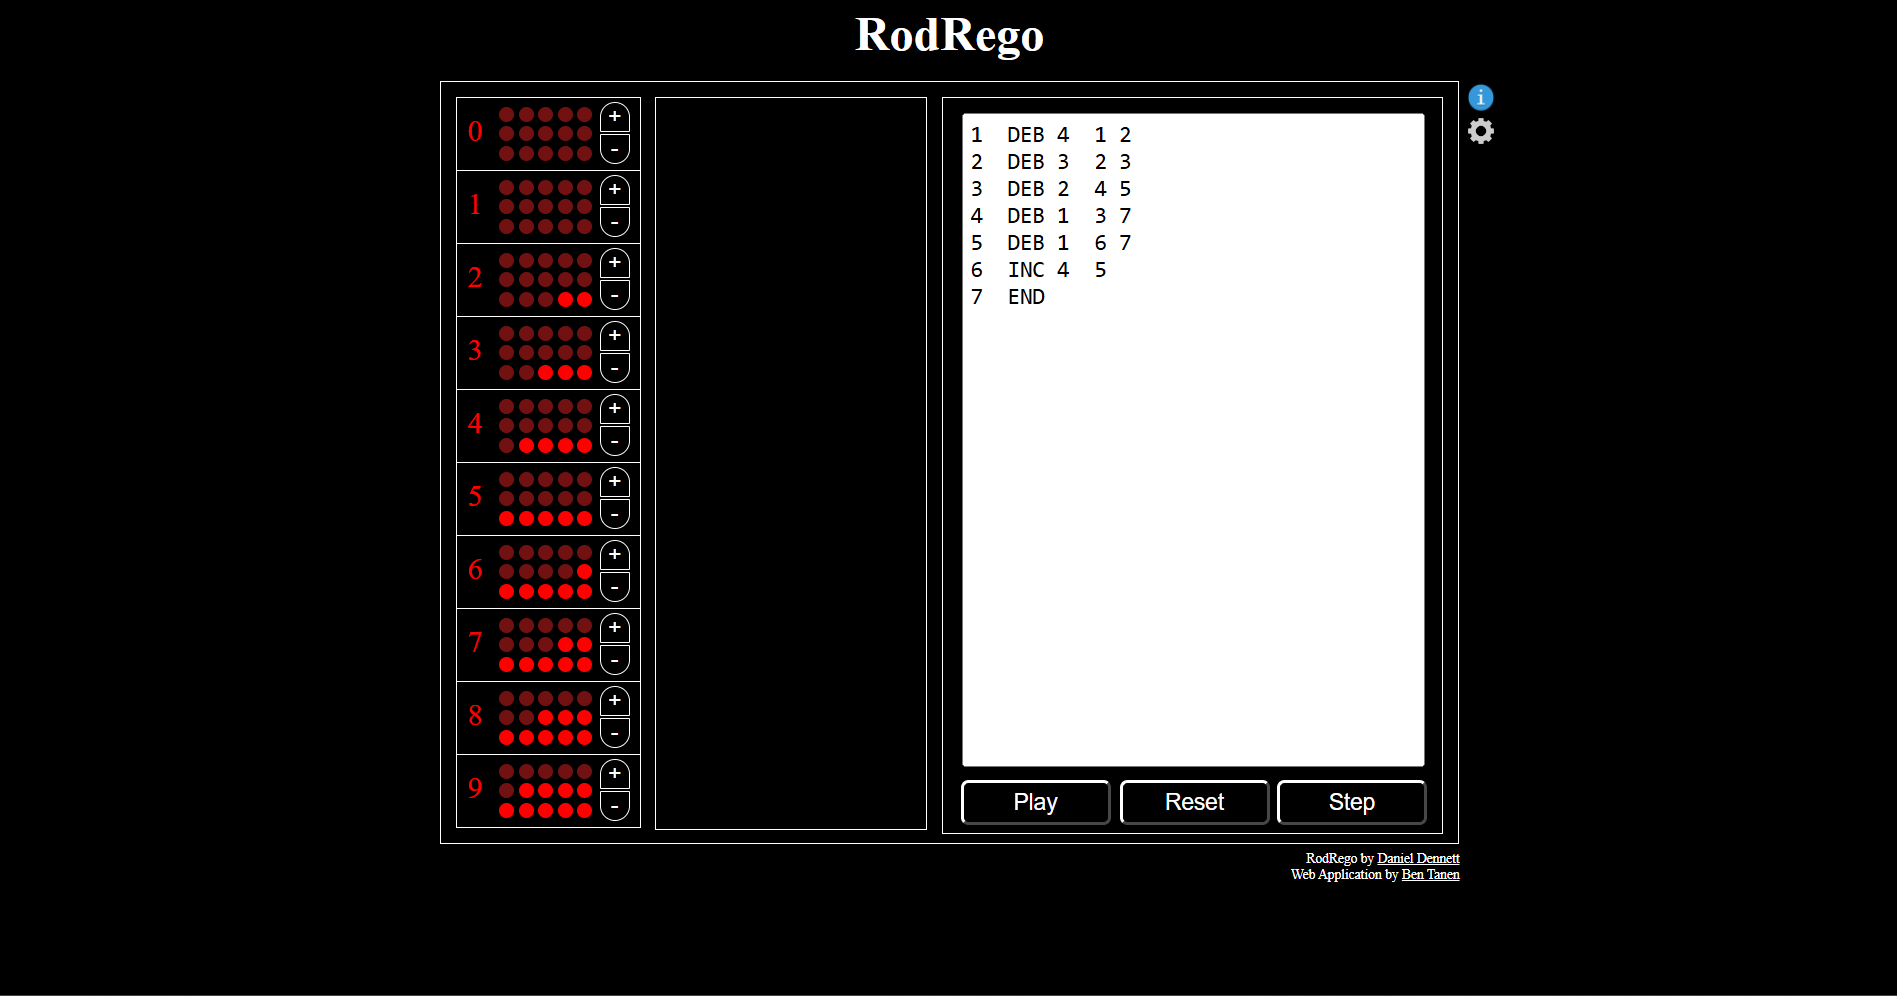 RodRego
0 + -
1 + -
2 + -
3 + -
4 + -
5 + -
6 + -
7 + -
8 + -
9 + -
1 DEB 4 1 2
2 DEB 3 2 3
3 DEB 2 4 5
4 DEB 1 3 7
5 DEB 1 6 7
6 INC 4 5
7 END
Play Reset Step
i
RodRego by Daniel Dennett
Web Application by Ben Tanen